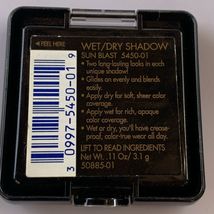 ◄ FEEL HERE
WET/DRY SHADOW
SUN BLAST 5450-01
• Two long-lasting looks in each
unique shadow!
• Glides on evenly and blends
easily.
• Apply dry for soft, sheer color
coverage.
• Apply wet for rich, opaque
color coverage.
• Wet or dry, you'll have crease-
proof, color-true wear all day.
LIFT TO READ INGREDIENTS
Net Wt. .11 Oz/ 3.1 g
50885-01
3 0997-5450-01 9